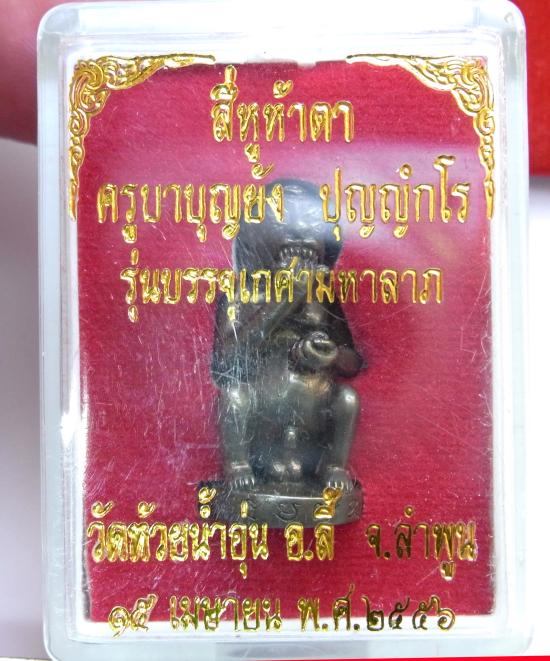 สี่หูห้าตา
ครูบาบุญยัง ปุญญํกโร
รุ่นบรรจุเกศามหาลาภ
วัดห้วยน้ำอุ่น อ.ลี้ จ.ลำพูน
๑๕ เมษายน พ.ศ.๒๕๕๖